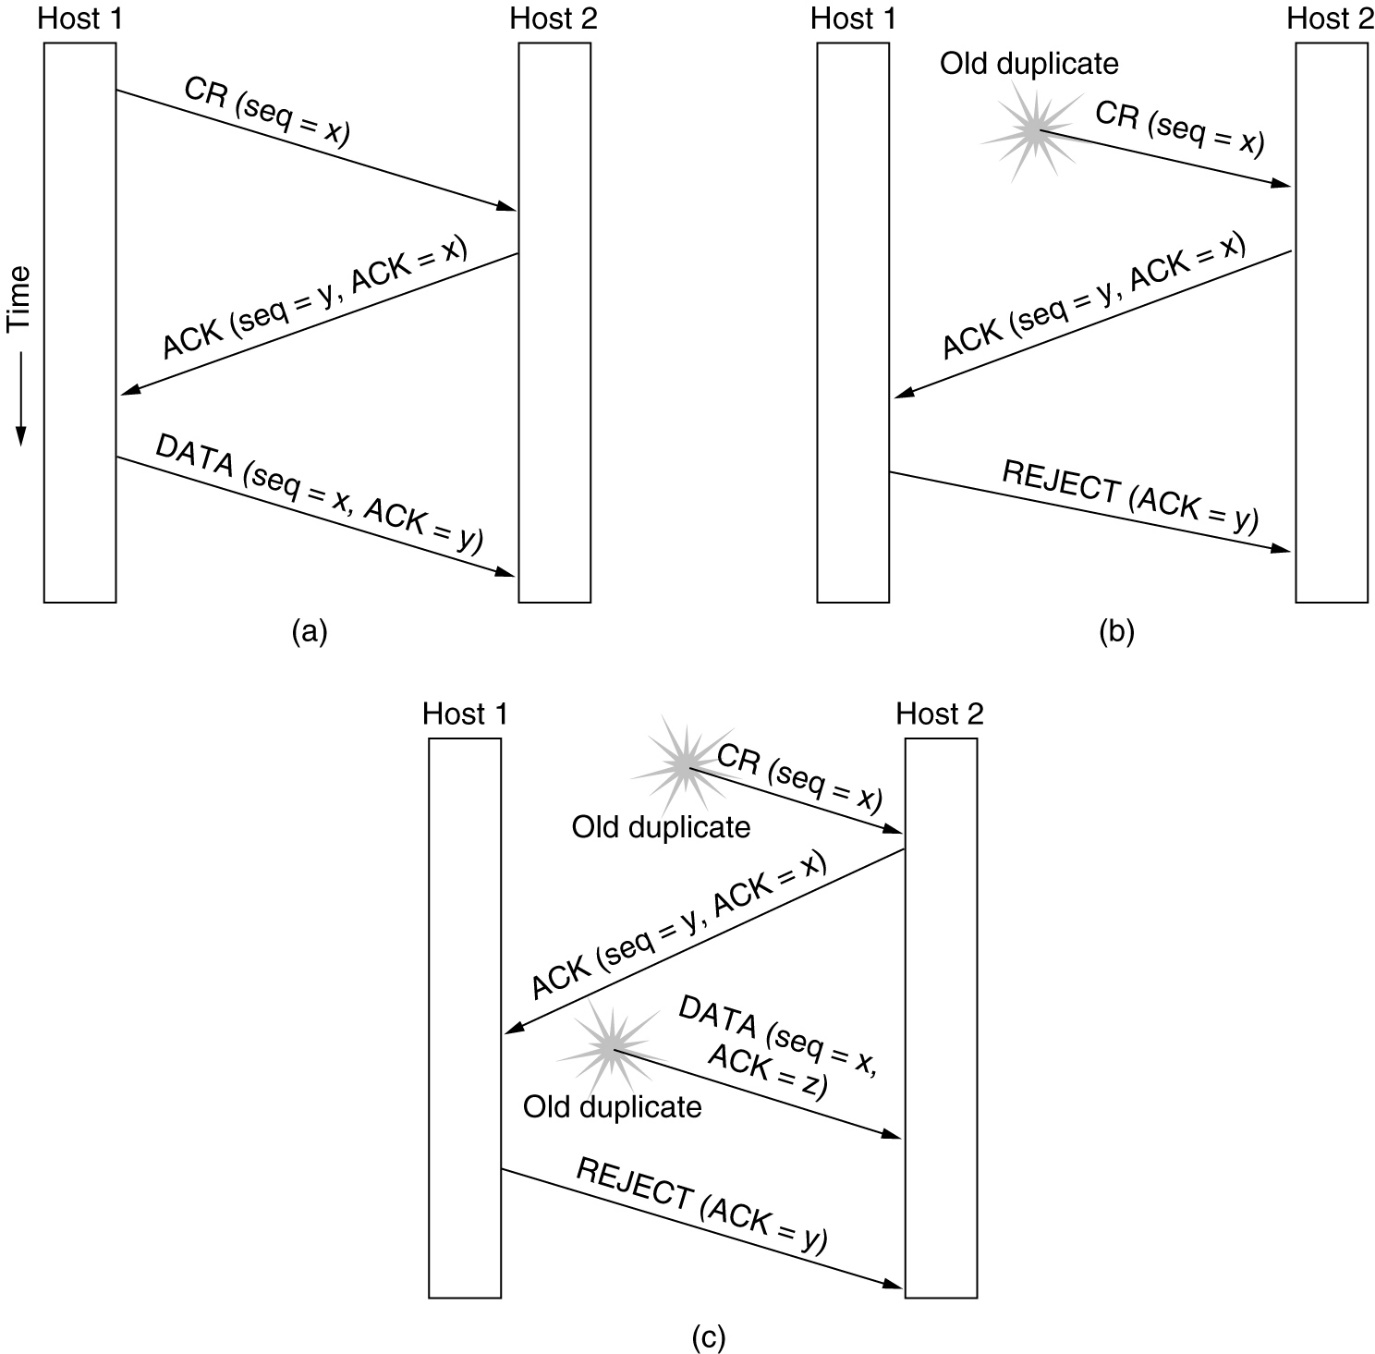 Host 1
Host 2
CR (seq = x)
ACK (seq = y, ACK = x)
DATA (seq = x, ACK = y)
Time
(a)
Host 1
Host 2
Old duplicate
CR (seq = x)
ACK (seq = y, ACK = x)
REJECT (ACK = y)
(b)
Host 1
Host 2
CR (seq = x)
Old duplicate
ACK (seq = y, ACK = x)
DATA (seq = x,
ACK = z)
Old duplicate
REJECT (ACK = y)
(c)